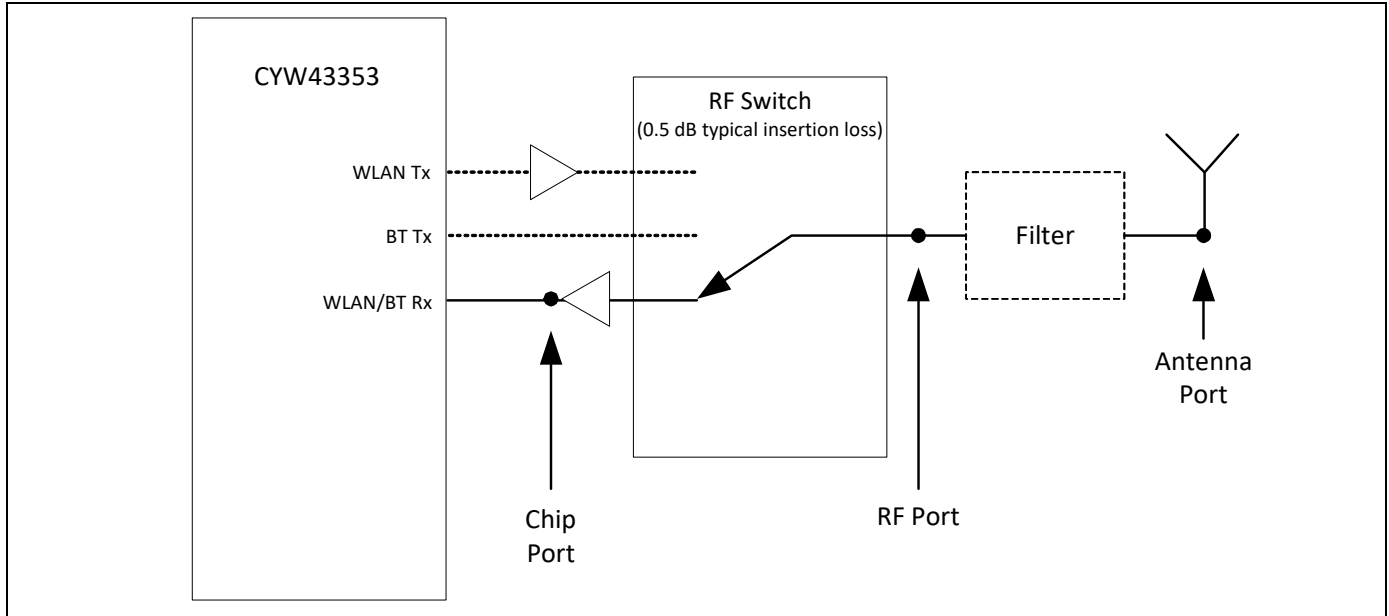 CYW43353
RF Switch
(0.5 dB typical insertion loss)
WLAN Tx
BT Tx
WLAN/BT Rx
Filter
Antenna
Port
Chip
Port
RF Port